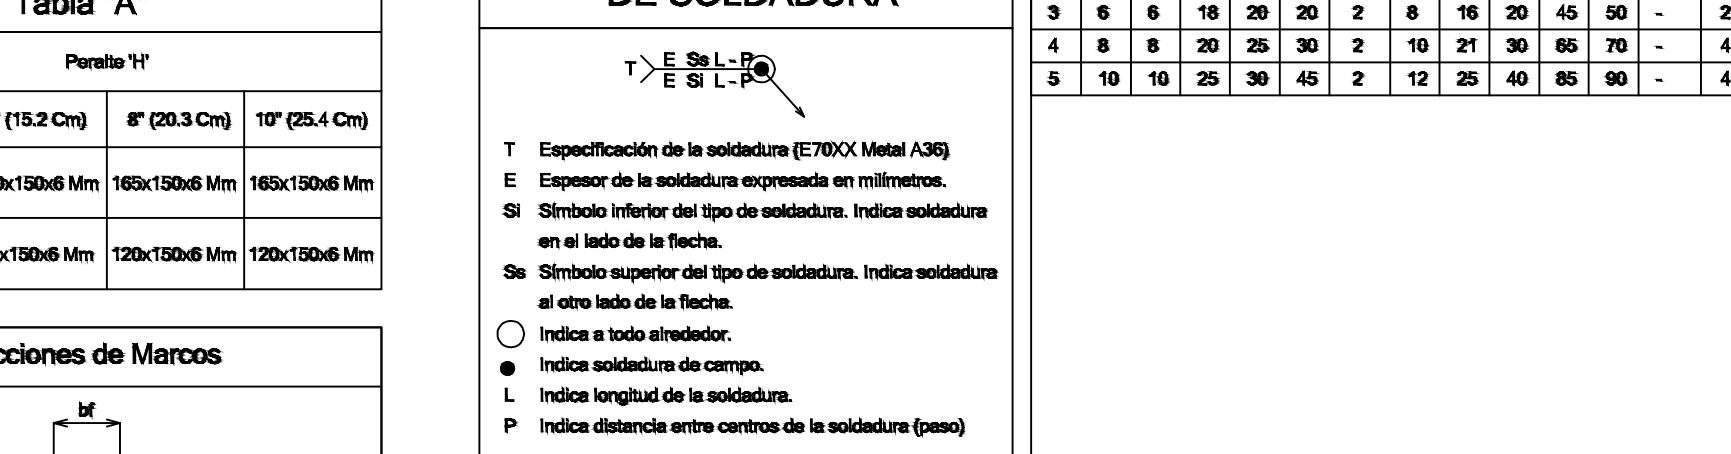 Tabla "A"
Peralte 'H'
(15.2 Cm) 8" (20.3 Cm) 10" (25.4 Cm)
x150x6 Mm 165x150x6 Mm 165x150x6 Mm
x150x6 Mm 120x150x6 Mm 120x150x6 Mm
cciones de Marcos
bf
DE SOLDADURA
T E Ss L - P
E Si L - P
T Especificación de la soldadura (E70XX Metal A36)
E Espesor de la soldadura expresada en milímetros.
Si Símbolo inferior del tipo de soldadura. Indica soldadura
en el lado de la flecha.
Ss Símbolo superior del tipo de soldadura. Indica soldadura
al otro lado de la flecha.
Indica a todo alrededor.
Indica soldadura de campo.
L Indica longitud de la soldadura.
P Indica distancia entre centros de la soldadura (paso)
3 6 6 18 20 20 2 8 16 20 45 50 - 2
4 8 8 20 25 30 2 10 21 30 65 70 - 4
5 10 10 25 30 45 2 12 25 40 85 90 - 4